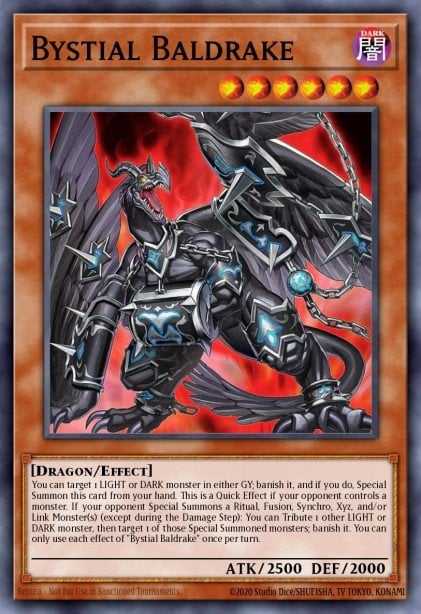 Bystial Baldrake
DARK
闇
[Dragon/Effect]
You can target 1 LIGHT or DARK monster in either GY; banish it, and if you do, Special
Summon this card from your hand. This is a Quick Effect if your opponent controls a
monster. If your opponent Special Summons a Ritual, Fusion, Synchro, Xyz, and/or
Link Monster(s) (except during the Damage Step): You can Tribute 1 other LIGHT or
DARK monster, then target 1 of those Special Summoned monsters; banish it. You can
only use each effect of "Bystial Baldrake" once per turn.
ATK/2500 DEF/2000
Replica - Not For Use in Sanctioned Tournaments
©2020 Studio Dice/SHUEISHA, TV TOKYO, KONAMI